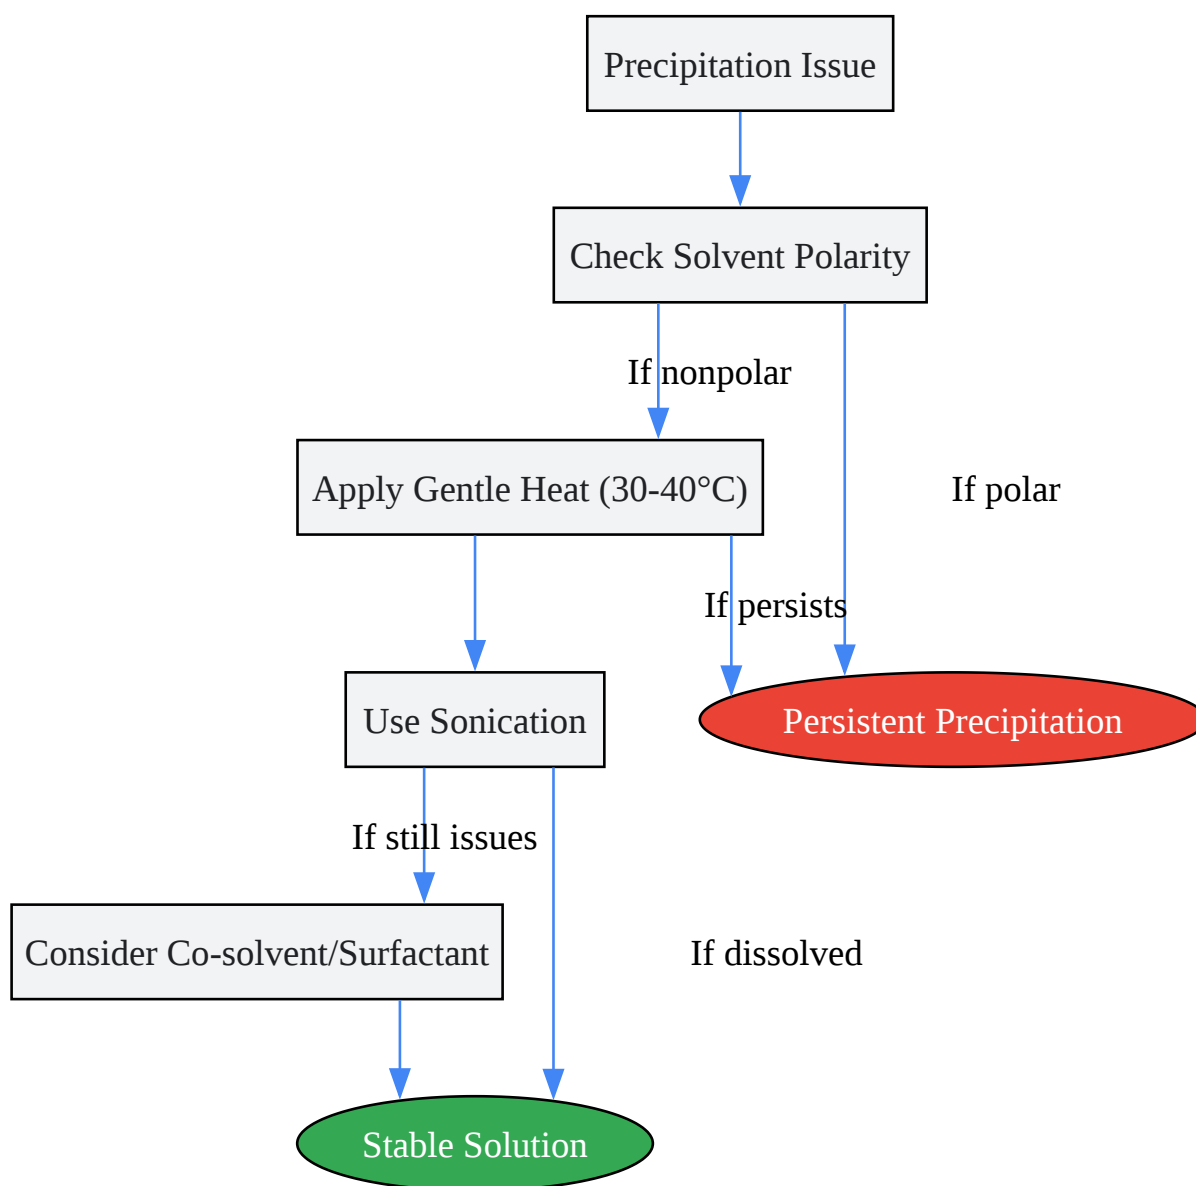 Precipitation Issue
Check Solvent Polarity
If nonpolar
Apply Gentle Heat (30-40°C)
If polar
If persists
Use Sonication
Persistent Precipitation
If still issues
Consider Co-solvent/Surfactant
If dissolved
Stable Solution